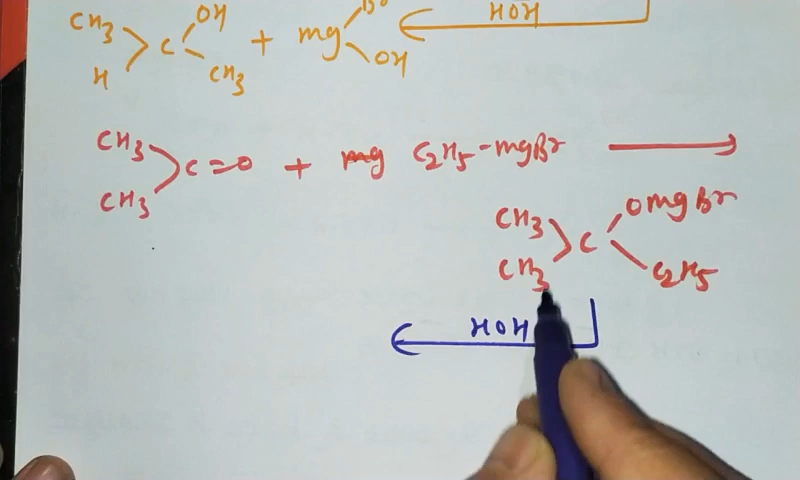 CH3 OH Br HOH
C + mg
H CH3 OH
CH3
C=O + mg C2H5-mgBr
CH3
CH3 OmgBr
C
CH3 C2H5
HOH